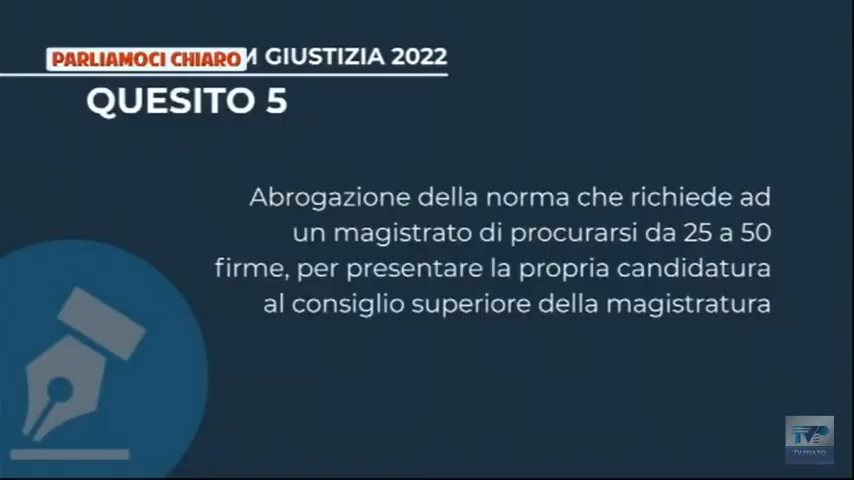 PARLIAMOCI CHIARO M GIUSTIZIA 2022
QUESITO 5
Abrogazione della norma che richiede ad
un magistrato di procurarsi da 25 a 50
firme, per presentare la propria candidatura
al consiglio superiore della magistratura
TVP
TV PRATO